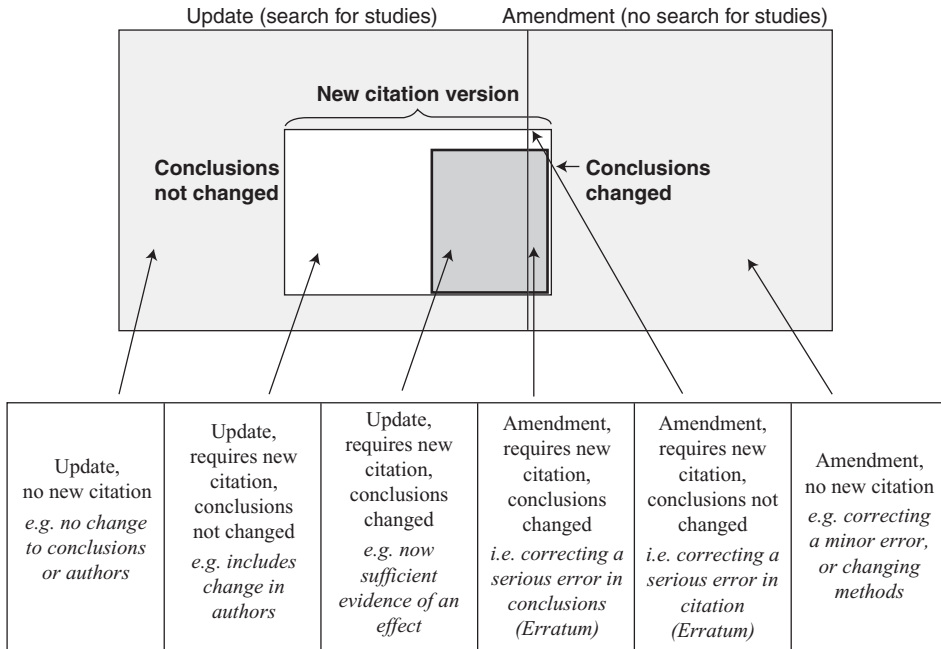 Update (search for studies)
Amendment (no search for studies)
New citation version
Conclusions
not changed
Conclusions
changed
Update,
no new citation
e.g. no change
to conclusions
or authors
Update,
requires new
citation,
conclusions
not changed
e.g. includes
change in
authors
Update,
requires new
citation,
conclusions
changed
e.g. now
sufficient
evidence of an
effect
Amendment,
requires new
citation,
conclusions
changed
i.e. correcting a
serious error in
conclusions
(Erratum)
Amendment,
requires new
citation,
conclusions not
changed
i.e. correcting a
serious error in
citation
(Erratum)
Amendment,
no new citation
e.g. correcting
a minor error,
or changing
methods